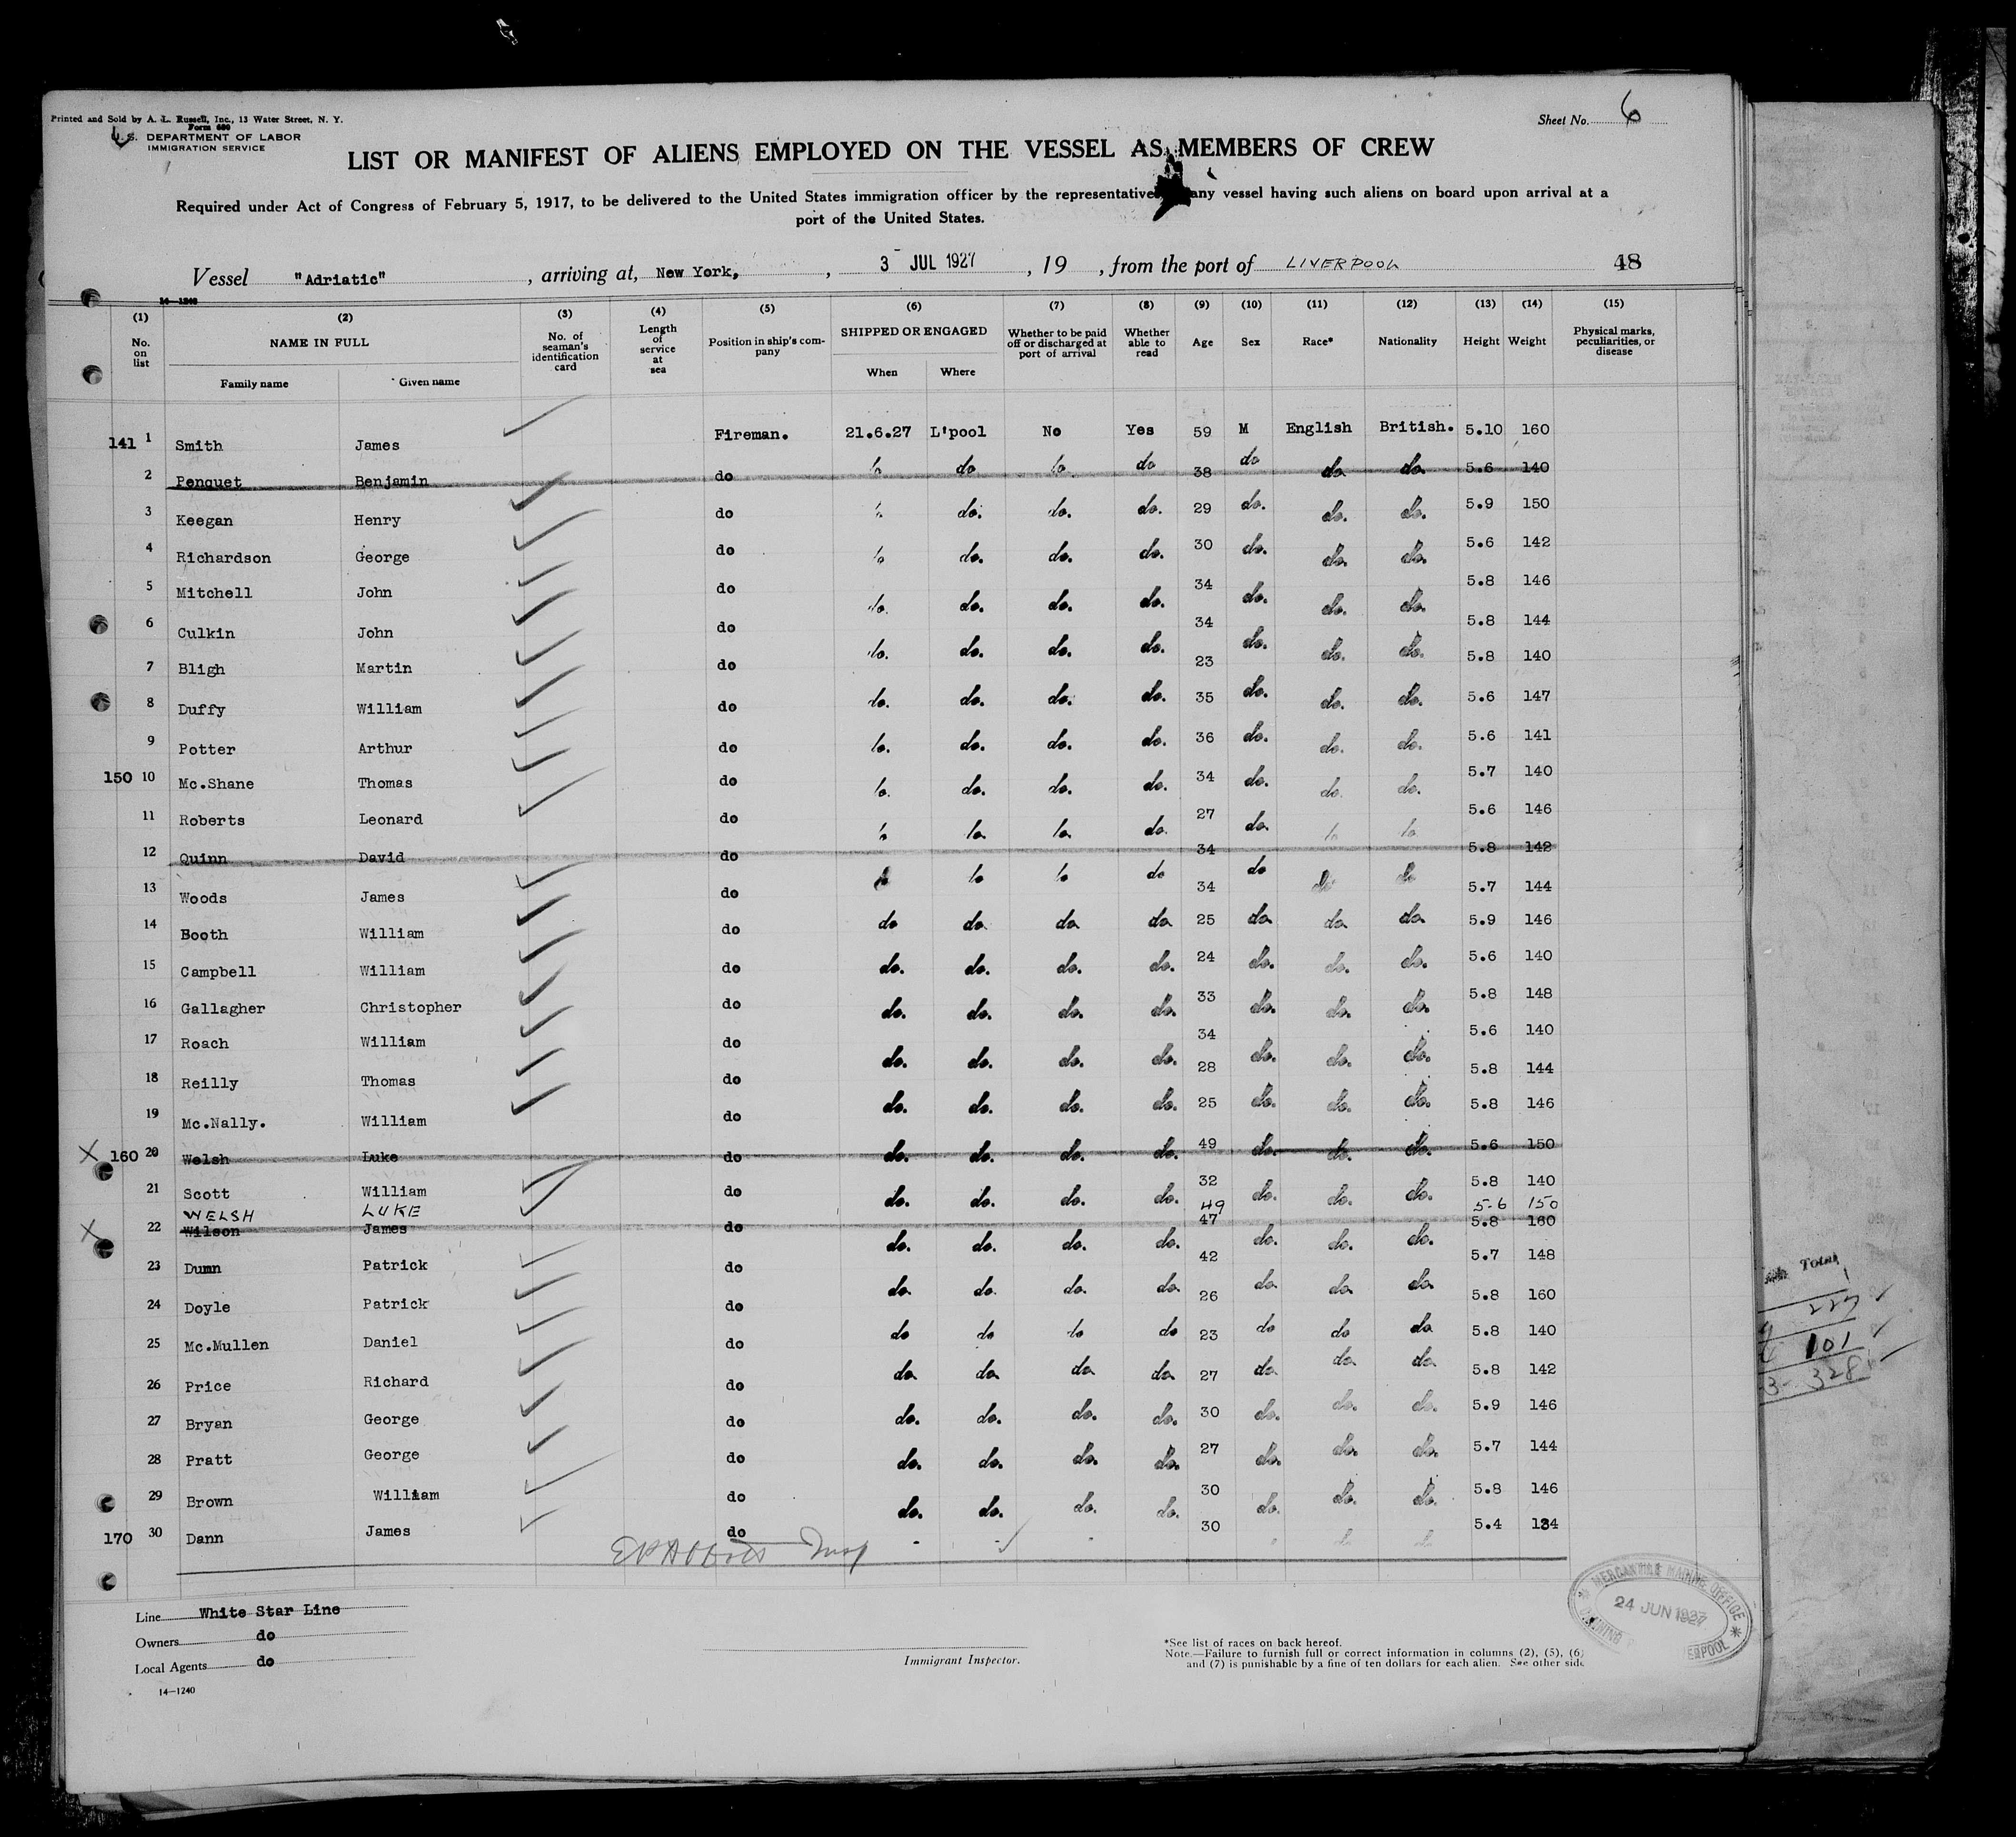 Printed and Sold by A. L. Russell, Inc., 13 Water Street, N. Y.
Form 680
U.S. DEPARTMENT OF LABOR
IMMIGRATION SERVICE
Sheet No. 6
LIST OR MANIFEST OF ALIENS EMPLOYED ON THE VESSEL AS MEMBERS OF CREW
Required under Act of Congress of February 5, 1917, to be delivered to the United States immigration officer by the representative any vessel having such aliens on board upon arrival at a
port of the United States.
Vessel "Adriatic" , arriving at, New York, , 3 JUL 1927 , 19 , from the port of LIVERPOOL 48
14-1240
(1) (2) (3) (4) (5) (6) (7) (8) (9) (10) (11) (12) (13) (14) (15)
No. on list NAME IN FULL No. of seaman's identification card Length of service at sea Position in ship's company SHIPPED OR ENGAGED Whether to be paid off or discharged at port of arrival Whether able to read Age Sex Race* Nationality Height Weight Physical marks, peculiarities, or disease
Family name Given name When Where
141 1 Smith James Fireman. 21.6.27 L'pool No Yes 59 M English British. 5.10 160
2 Penquet Benjamin do do do do do 38 do do do 5.6 140
3 Keegan Henry do do. do. do. do. 29 do. do. do. 5.9 150
4 Richardson George do do. do. do. do. 30 do. do. do. 5.6 142
5 Mitchell John do do. do. do. do. 34 do. do. do. 5.8 146
6 Culkin John do do. do. do. do. 34 do. do. do. 5.8 144
7 Bligh Martin do 23 5.8 140
8 Duffy William do do. do. do. do. 35 do. do. do. 5.6 147
9 Potter Arthur do do. do. do. do. 36 do. do. do. 5.6 141
150 10 Mc.Shane Thomas do do. do. do. do. 34 do. do. do. 5.7 140
11 Roberts Leonard do do do do do. 27 do. do do 5.6 146
12 Quinn David do 34 5.8 142
13 Woods James do do do do do 34 do do do 5.7 144
14 Booth William do do do do do 25 do do do 5.9 146
15 Campbell William do do. do. do. do. 24 do. do. do. 5.6 140
16 Gallagher Christopher do do. do. do. do. 33 do. do. do. 5.8 148
17 Roach William do 34 5.6 140
18 Reilly Thomas do do. do. do. do. 28 do. do. do. 5.8 144
19 Mc.Nally. William do do. do. do. do. 25 do. do. do. 5.8 146
X 160 20 Welsh Luke do do. do. do. do. 49 do. do. do. 5.6 150
21 Scott William do do. do. do. do. 32 do. do. do. 5.8 140
WELSH LUKE 49 5-6 150
X 22 Wilson James do 47 5.8 160
23 Dunn Patrick do do. do. do. do. 42 do. do. do. 5.7 148
24 Doyle Patrick do do do. do do 26 do do do 5.8 160
25 Mc.Mullen Daniel do do do do do 23 do do do 5.8 140
26 Price Richard do do do do do 27 do do do 5.8 142
27 Bryan George do do. do. do. do. 30 do. do. do. 5.9 146
28 Pratt George do do. do. do. do. 27 do. do. do. 5.7 144
29 Brown William do do. do. do. do. 30 do. do. do. 5.8 146
170 30 Dann James do 30 do do 5.4 134
Insp
Line White Star Line
Owners do
Local Agents do
14-1240
Immigrant Inspector.
*See list of races on back hereof.
Note.—Failure to furnish full or correct information in columns (2), (5), (6)
and (7) is punishable by a fine of ten dollars for each alien. See other side
MERCANTILE MARINE OFFICE
24 JUN 1927
Total
227
101
328